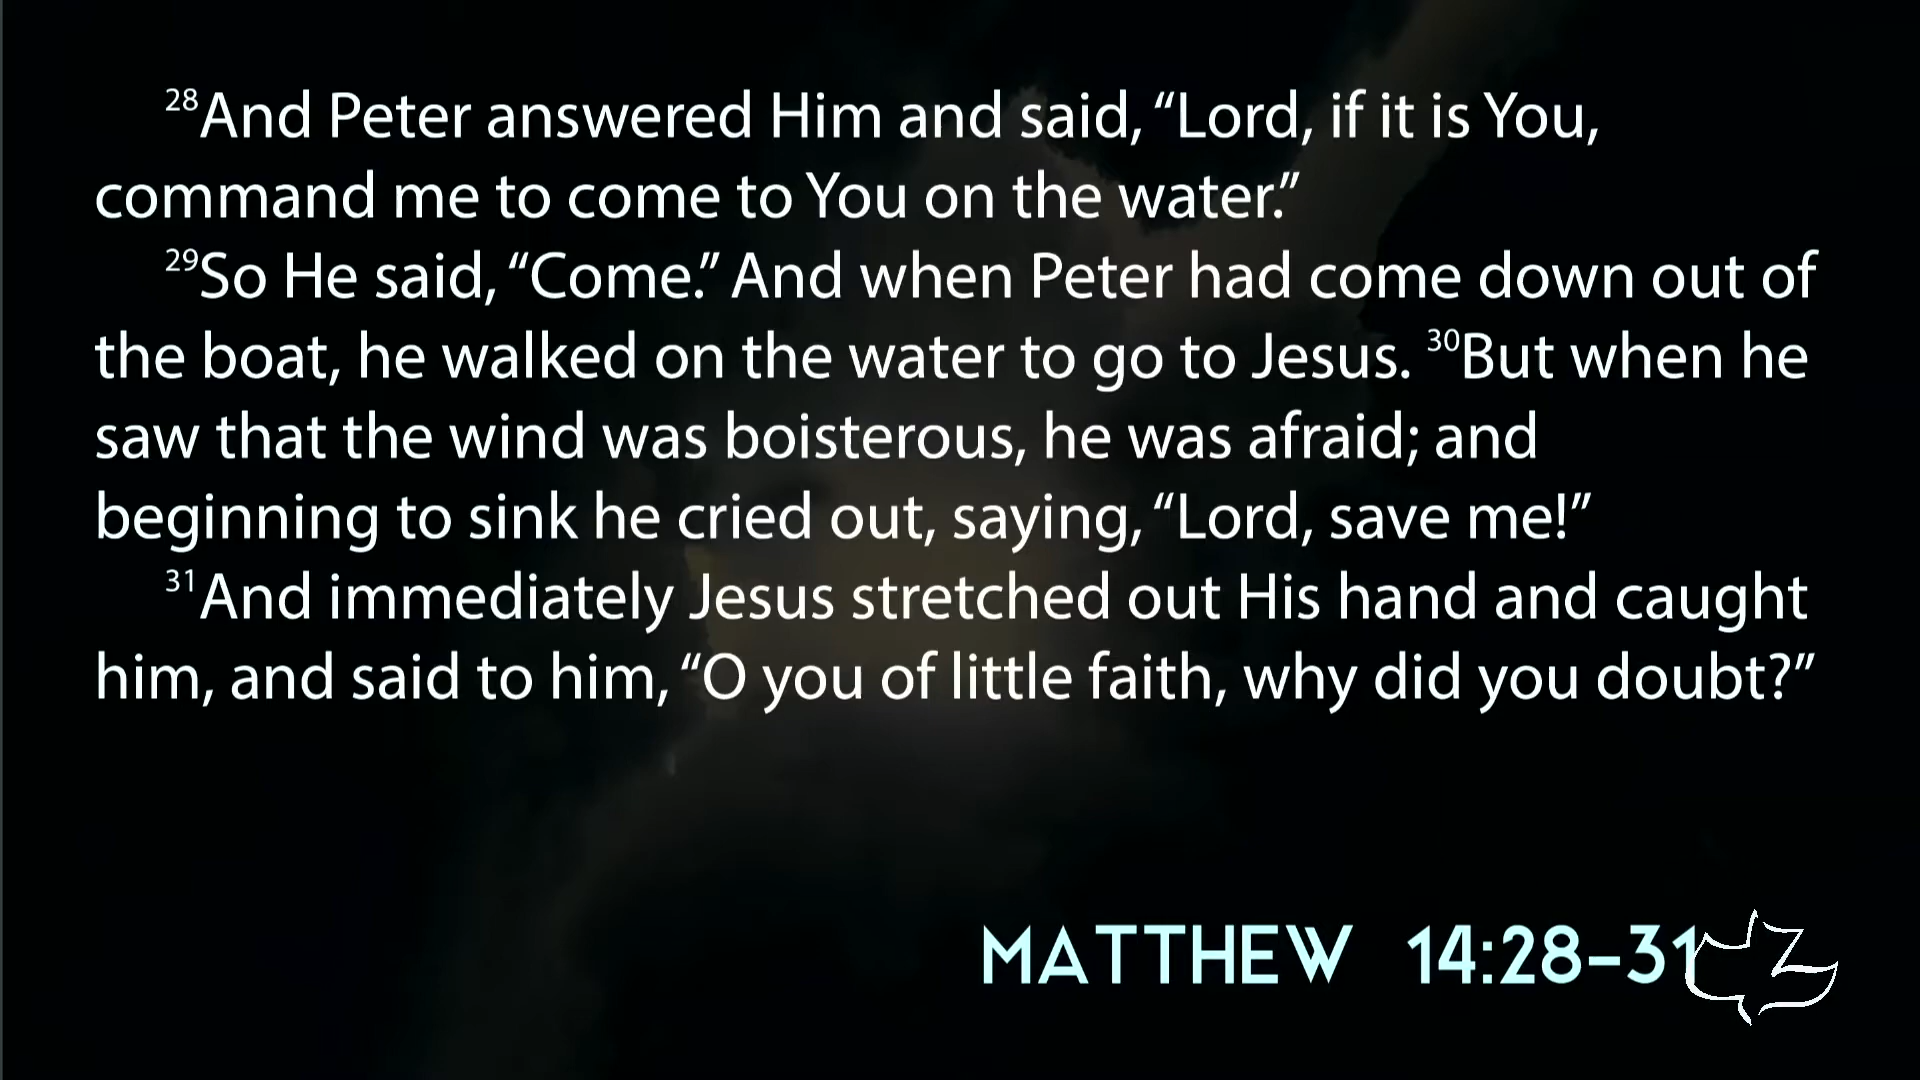 28And Peter answered Him and said, “Lord, if it is You,
command me to come to You on the water.”
29So He said, “Come.” And when Peter had come down out of
the boat, he walked on the water to go to Jesus. 30But when he
saw that the wind was boisterous, he was afraid; and
beginning to sink he cried out, saying, “Lord, save me!”
31And immediately Jesus stretched out His hand and caught
him, and said to him, “O you of little faith, why did you doubt?”
MATTHEW 14:28–31